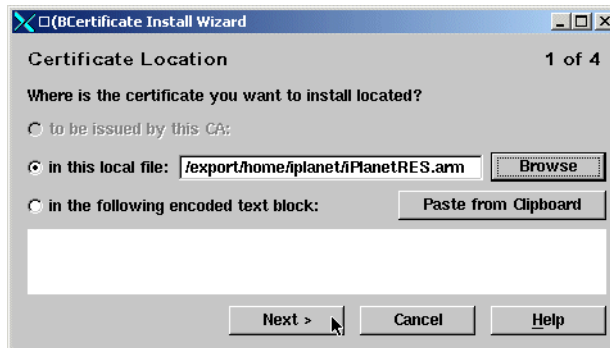 □(BCertificate Install Wizard
Certificate Location 1 of 4
Where is the certificate you want to install located?
to be issued by this CA:
in this local file: /export/home/iplanet/iPlanetRES.arm Browse
in the following encoded text block: Paste from Clipboard
Next > Cancel Help